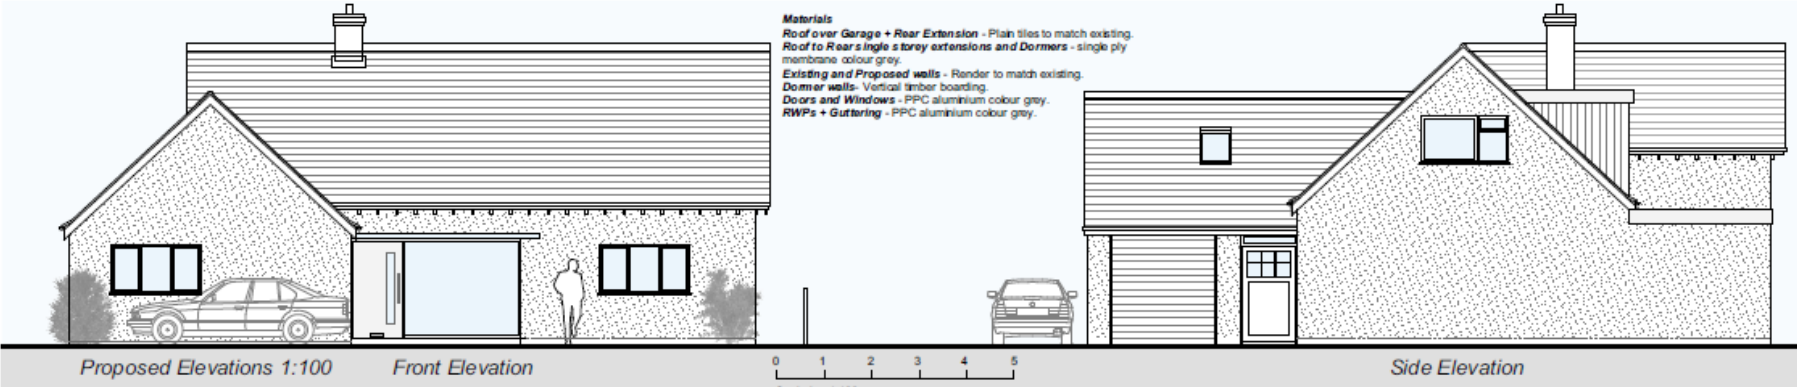 Materials
Roof over Garage + Rear Extension - Plain tiles to match existing.
Roof to Rear single storey extensions and Dormers - single ply
membrane colour grey.
Existing and Proposed walls - Render to match existing.
Dormer walls- Vertical timber boarding.
Doors and Windows - PPC aluminium colour grey.
RWPs + Guttering - PPC aluminium colour grey.
0 1 2 3 4 5
Proposed Elevations 1:100 Front Elevation
Side Elevation